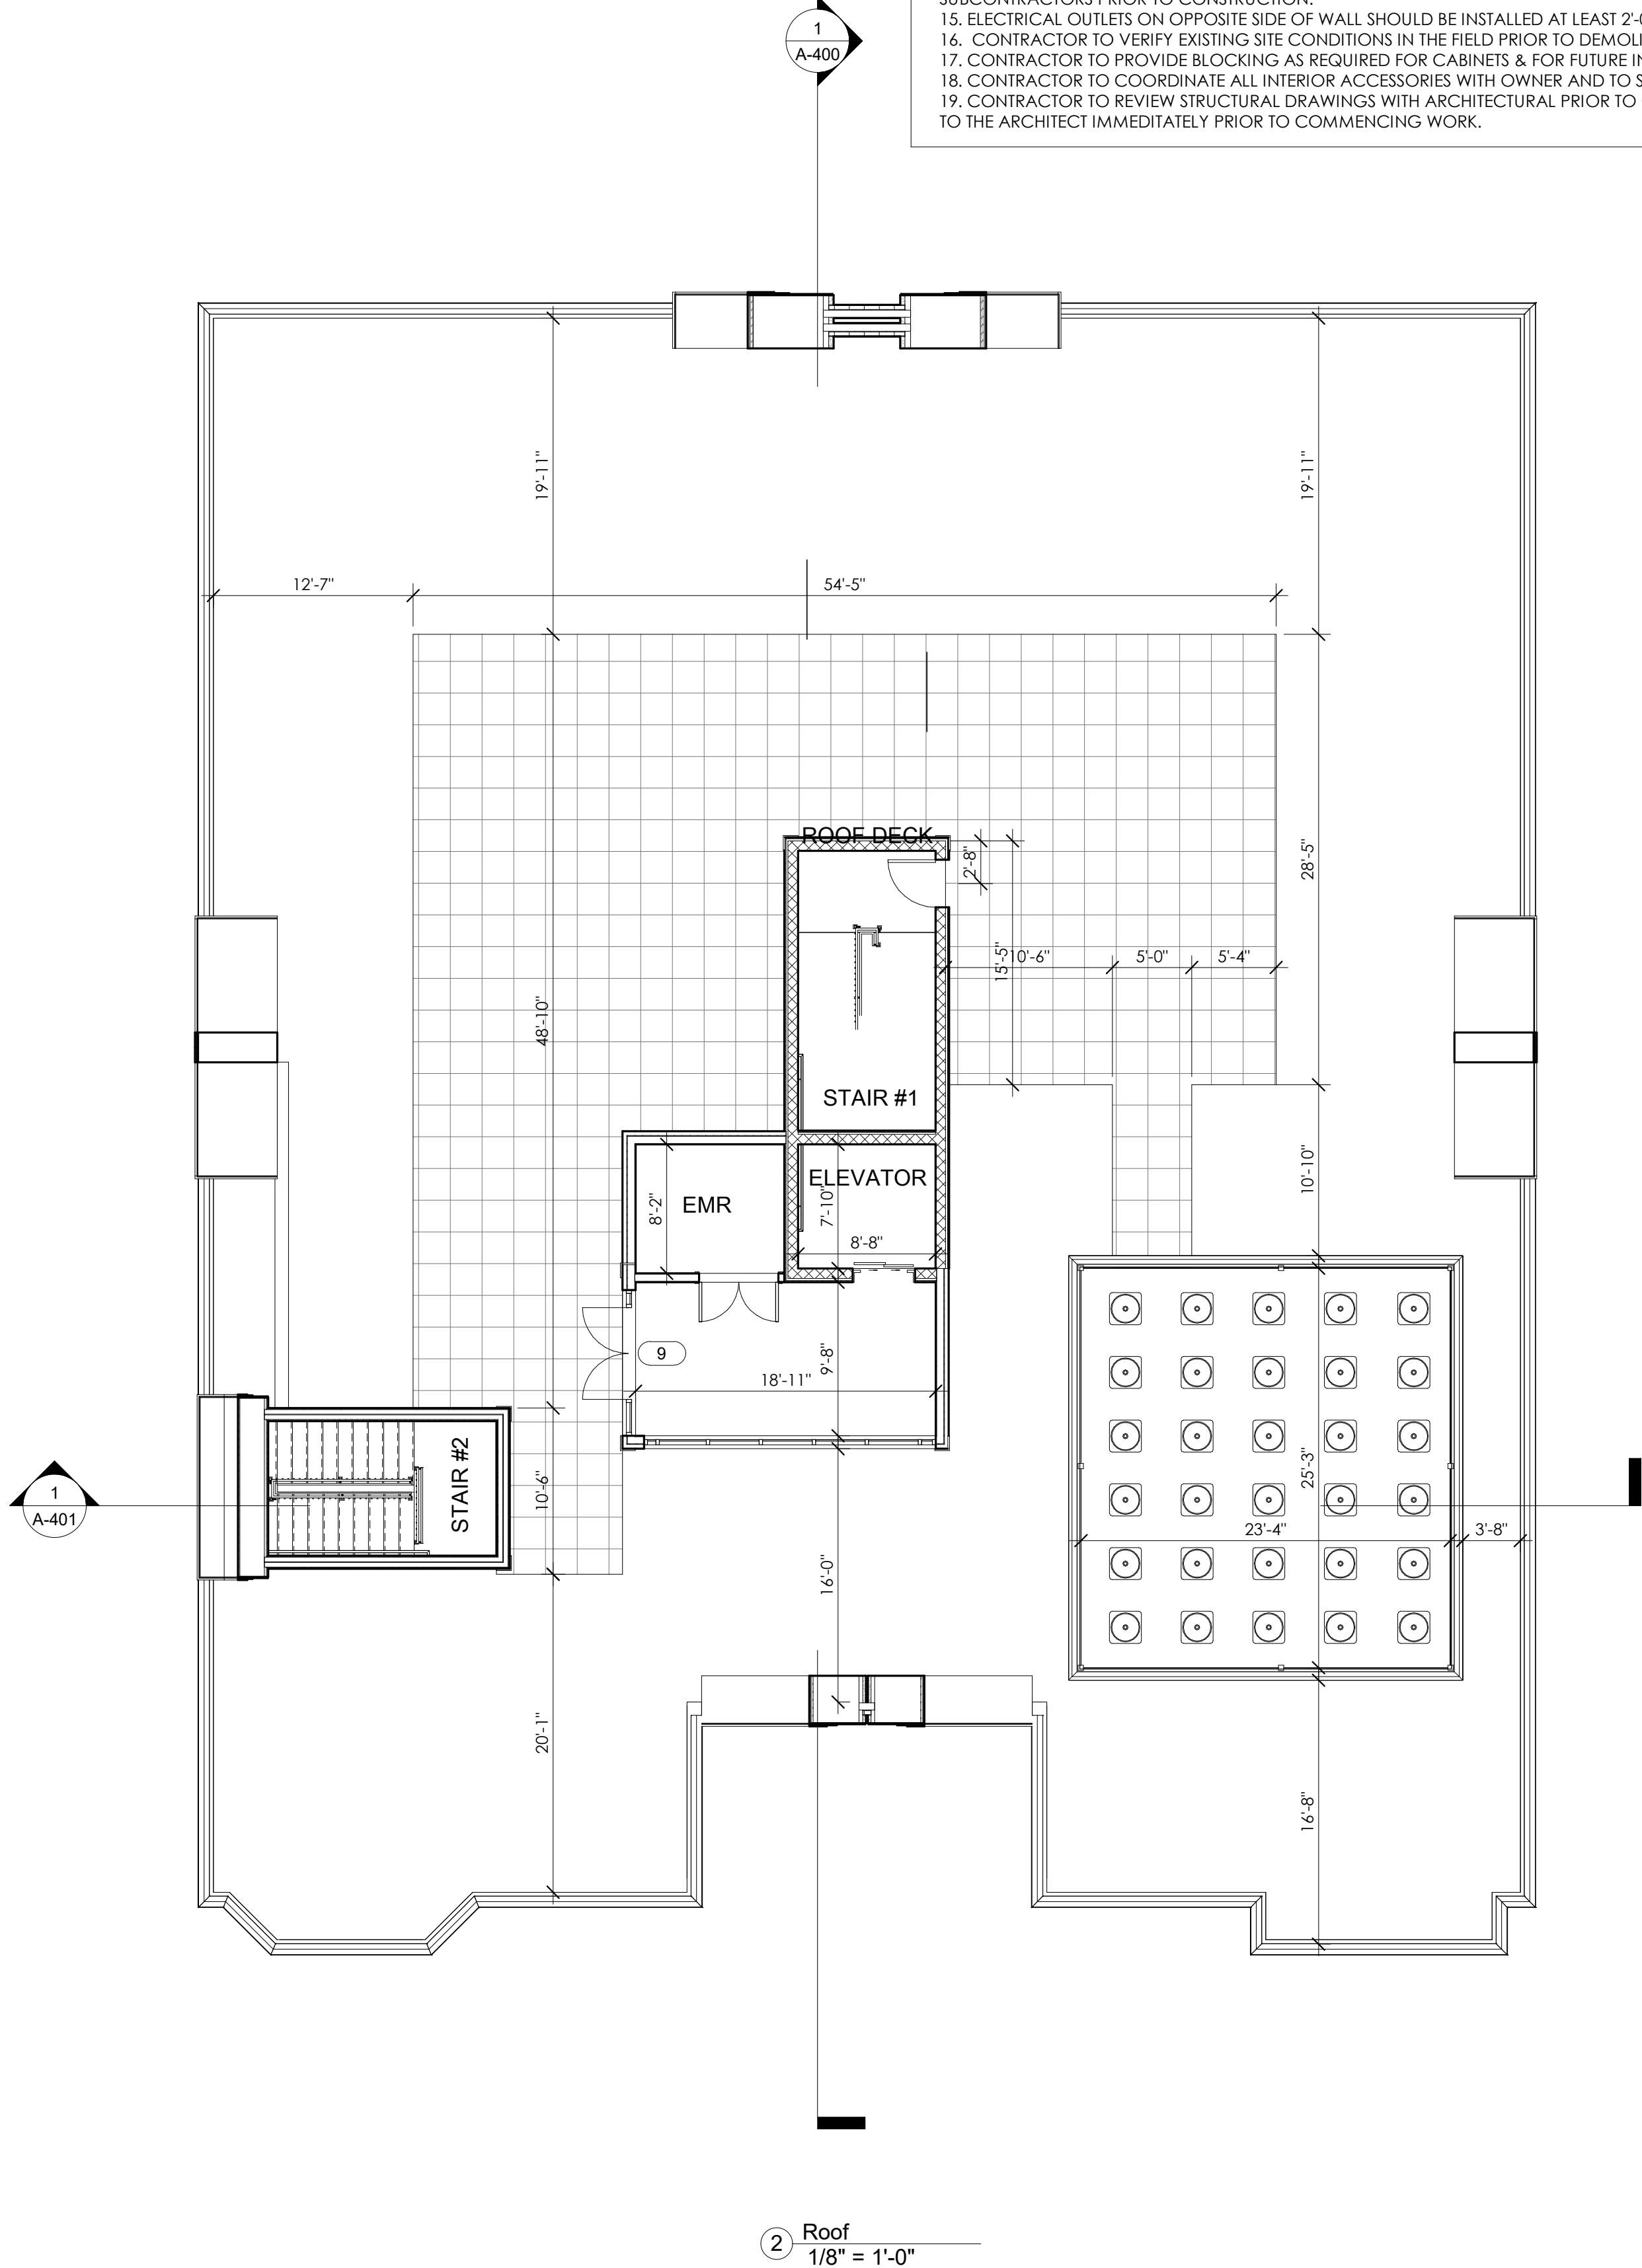 SUBCONTRACTORS PRIOR TO CONSTRUCTION.
15. ELECTRICAL OUTLETS ON OPPOSITE SIDE OF WALL SHOULD BE INSTALLED AT LEAST 2'-
16. CONTRACTOR TO VERIFY EXISTING SITE CONDITIONS IN THE FIELD PRIOR TO
17. CONTRACTOR TO PROVIDE BLOCKING AS REQUIRED FOR CABINETS & FOR FUTURE
18. CONTRACTOR TO COORDINATE ALL INTERIOR ACCESSORIES WITH OWNER AND TO
19. CONTRACTOR TO REVIEW STRUCTURAL DRAWINGS WITH ARCHITECTURAL PRIOR TO
TO THE ARCHITECT IMMEDITATELY PRIOR TO COMMENCING WORK.
1
A-400
19'-11"
19'-11"
12'-7"
54'-5"
ROOF DECK
2'-8"
28'-5"
15'-5"
10'-6"
5'-0"
5'-4"
48'-10"
STAIR #1
ELEVATOR
EMR
8'-2"
7'-10"
8'-8"
10'-10"
9
9'-8"
18'-11"
STAIR #2
10'-6"
1
A-401
25'-3"
23'-4"
3'-8"
16'-0"
20'-1"
16'-8"
2
Roof
1/8" = 1'-0"